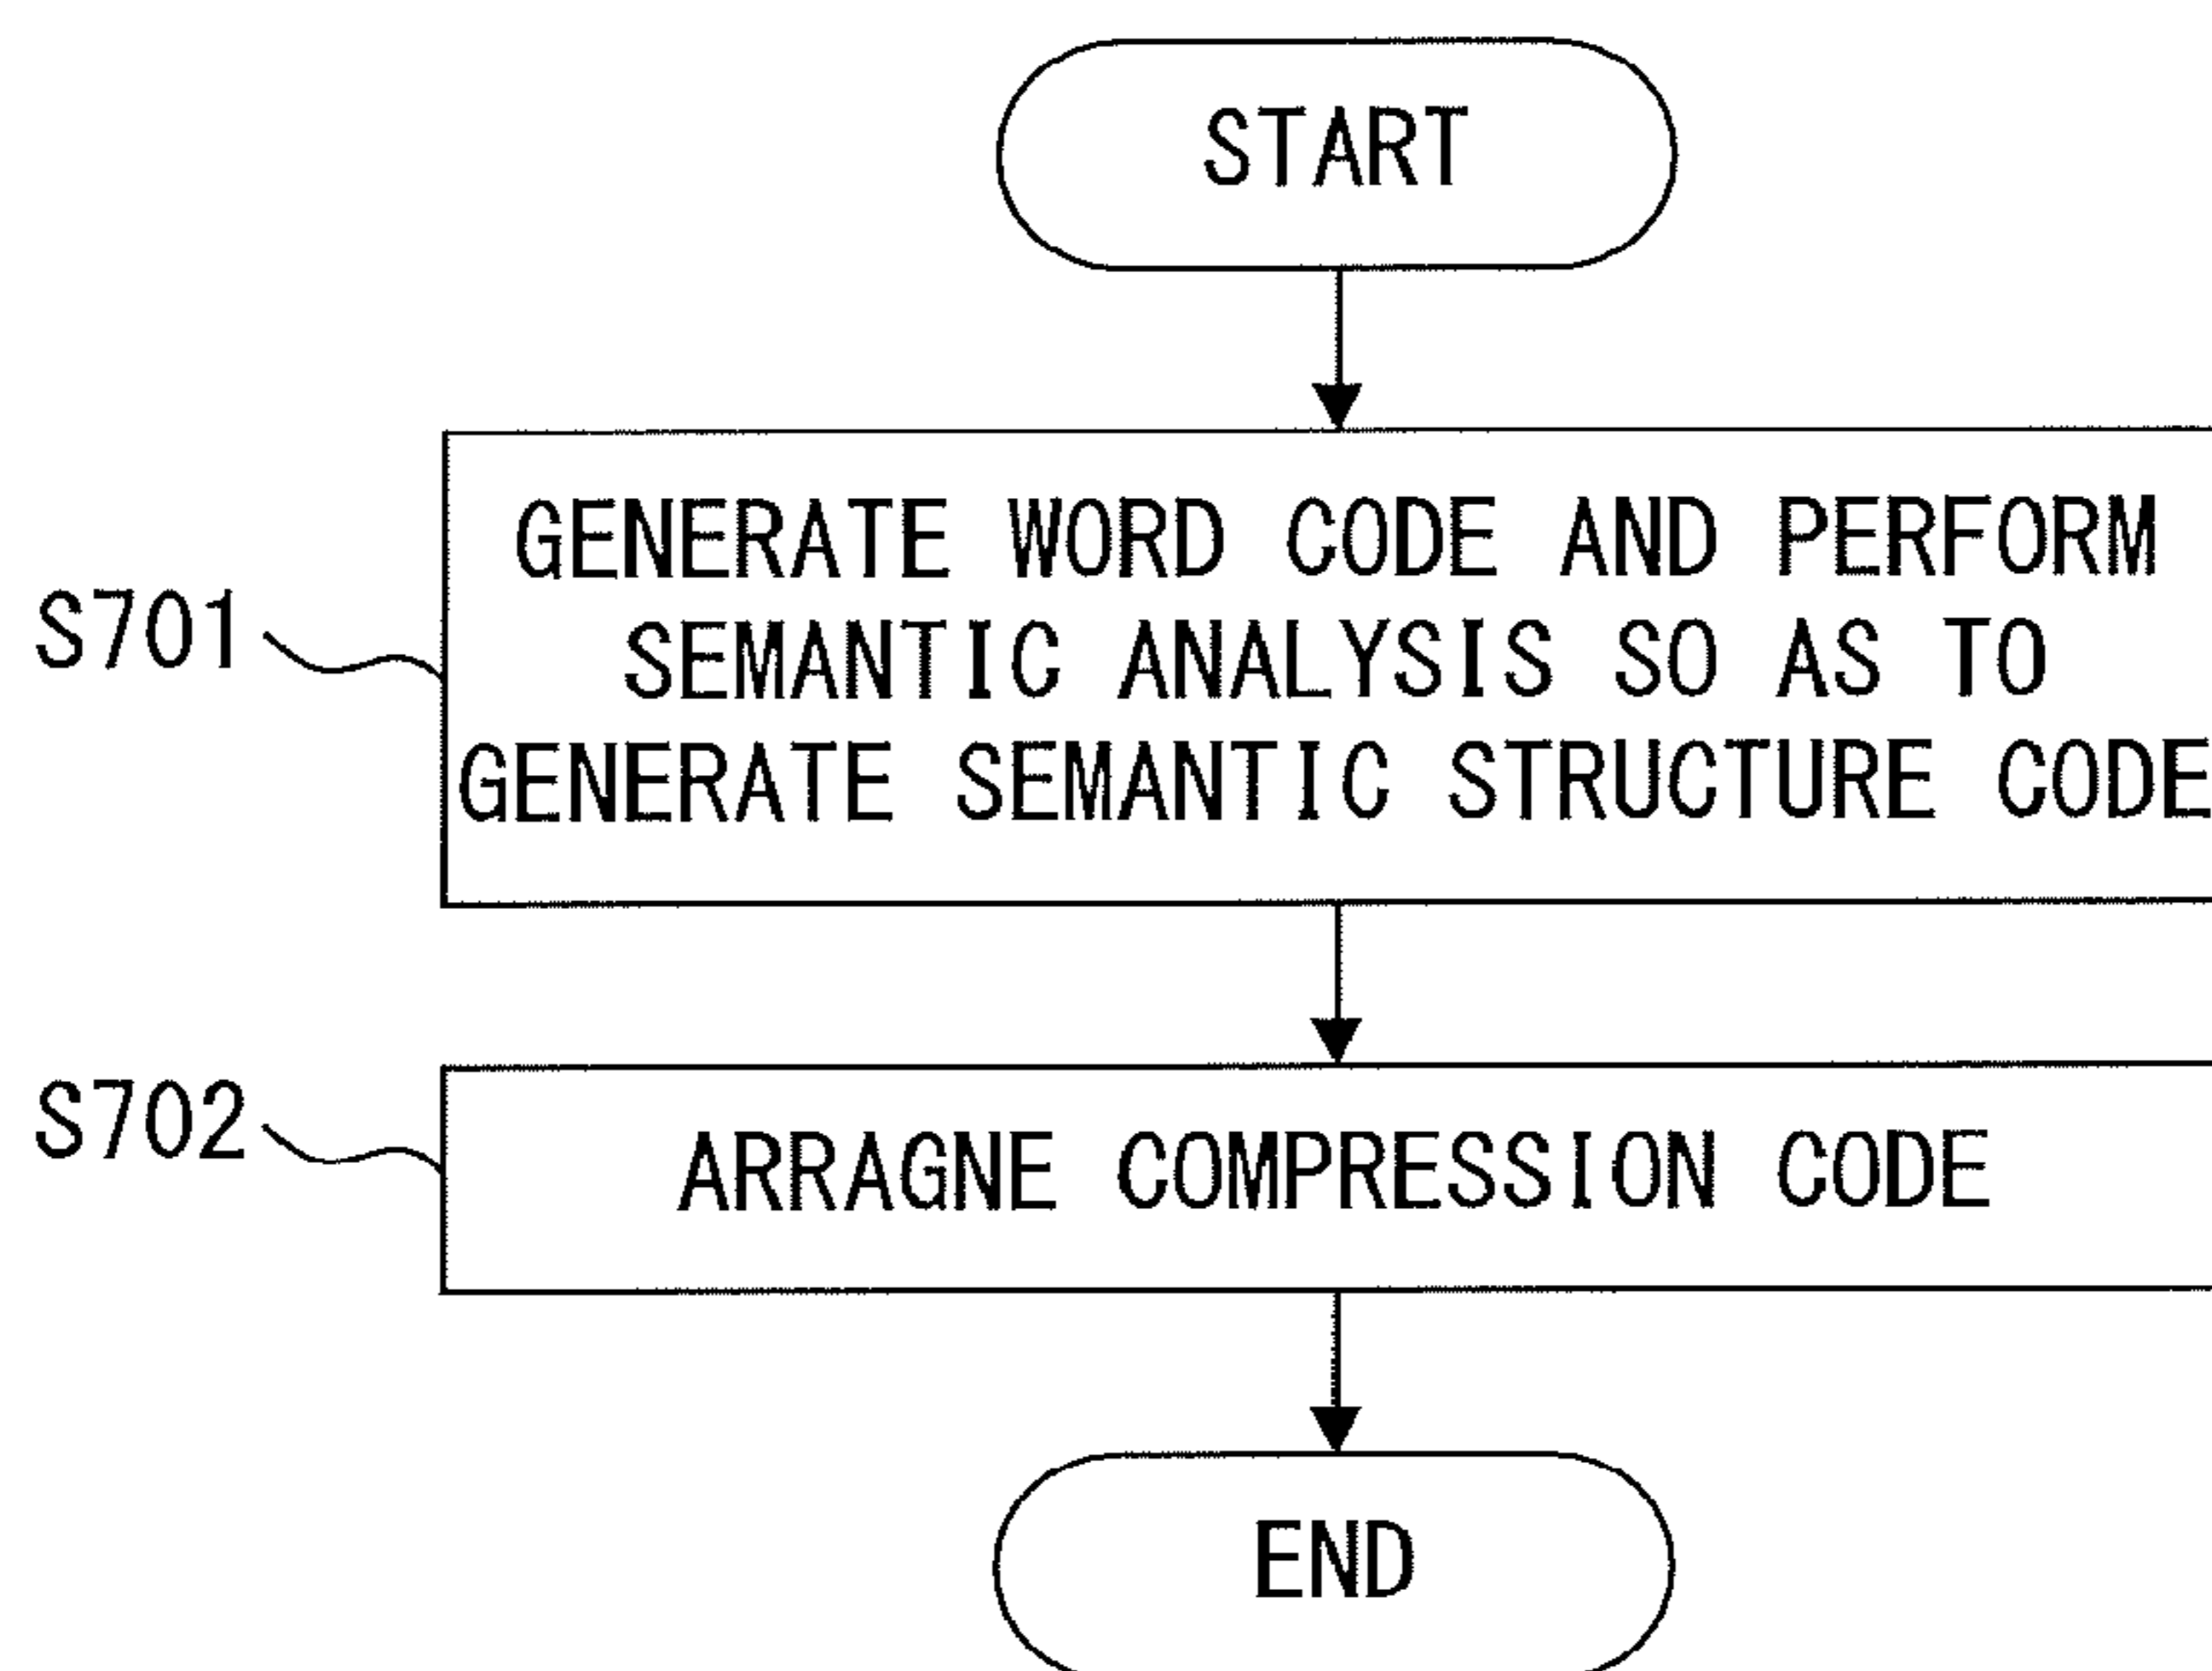 START
S701
GENERATE WORD CODE AND PERFORM
SEMANTIC ANALYSIS SO AS TO
GENERATE SEMANTIC STRUCTURE CODE
S702
ARRAGNE COMPRESSION CODE
END